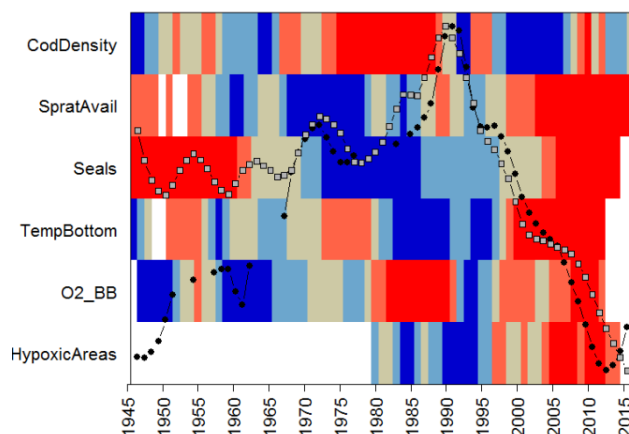 CodDensity
SpratAvail
Seals
TempBottom
O2_BB
HypoxicAreas
1945
1950
1955
1960
1965
1970
1975
1980
1985
1990
1995
2000
2005
2010
2015